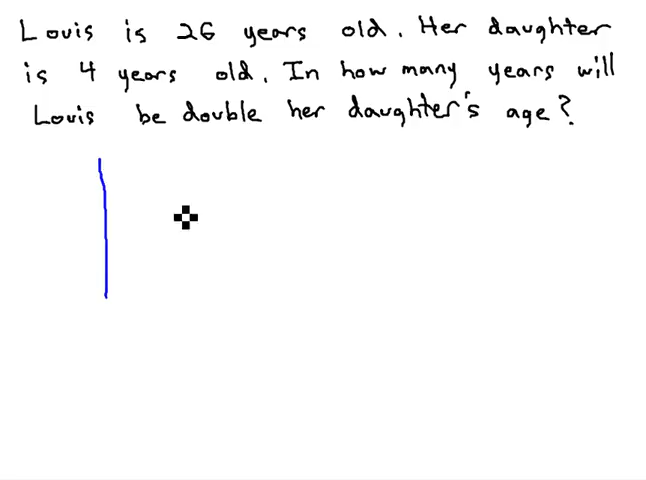 Louis is 26 years old. Her daughter
is 4 years old. In how many years will
Louis be double her daughter's age?